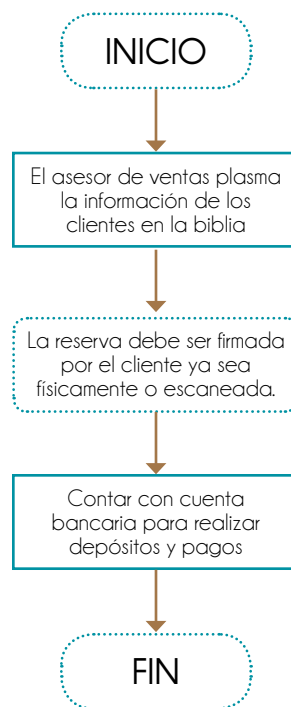 INICIO
El asesor de ventas plasma
la información de los
clientes en la biblia
La reserva debe ser firmada
por el cliente ya sea
físicamente o escaneada.
Contar con cuenta
bancaria para realizar
depósitos y pagos
FIN